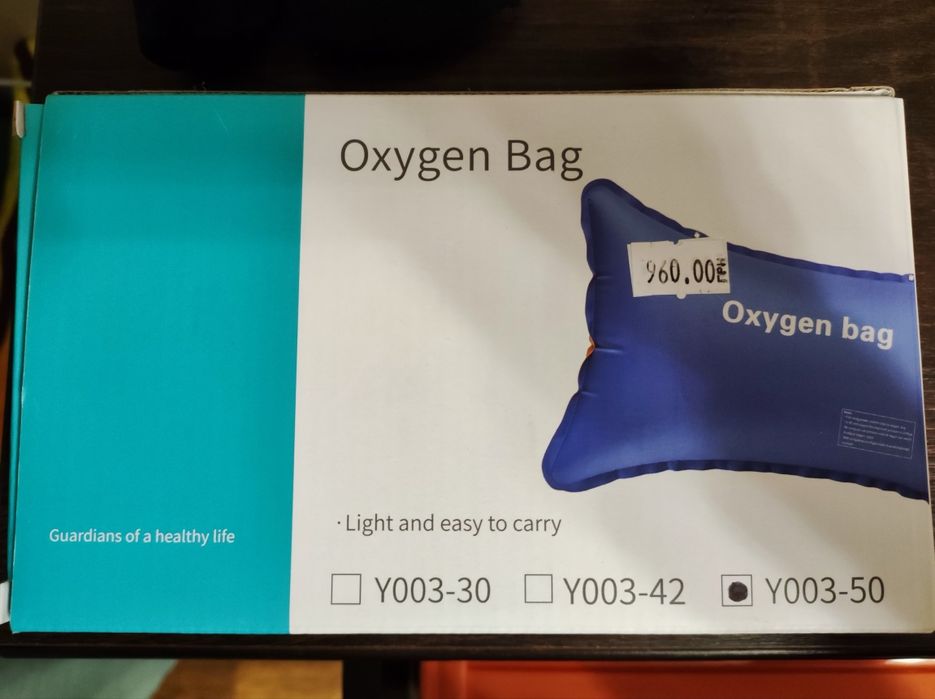 Oxygen Bag
960.00 ГРН
Oxygen bag
· Light and easy to carry
Guardians of a healthy life
Y003-30
Y003-42
Y003-50